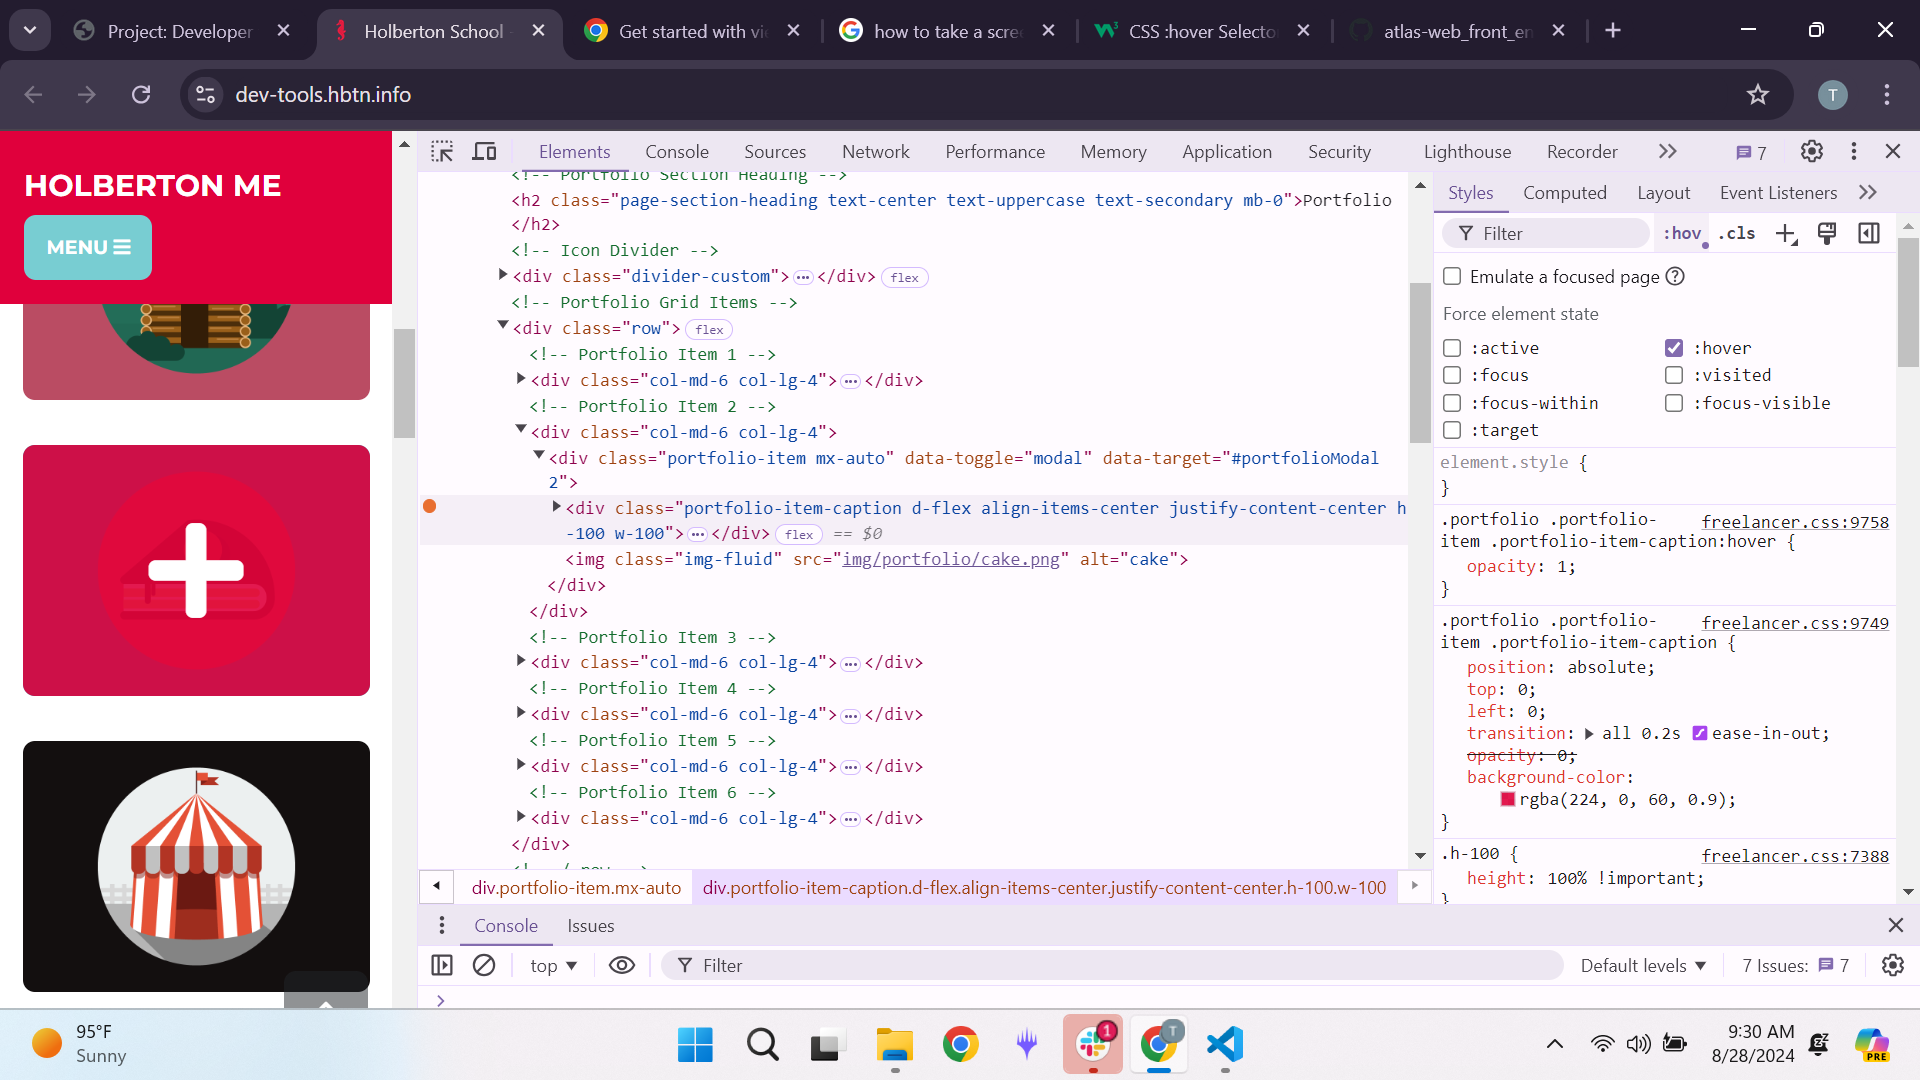 Project: Developer
Holberton School -
Get started with vi
how to take a scre
CSS :hover Selecto
atlas-web_front_en
dev-tools.hbtn.info
T
HOLBERTON ME
MENU
Elements
Console
Sources
Network
Performance
Memory
Application
Security
Lighthouse
Recorder
7
<!-- Portfolio Section Heading -->
<h2 class="page-section-heading text-center text-uppercase text-secondary mb-0">Portfolio
</h2>
<!-- Icon Divider -->
<div class="divider-custom">…</div> flex
<!-- Portfolio Grid Items -->
<div class="row"> flex
<!-- Portfolio Item 1 -->
<div class="col-md-6 col-lg-4">…</div>
<!-- Portfolio Item 2 -->
<div class="col-md-6 col-lg-4">
<div class="portfolio-item mx-auto" data-toggle="modal" data-target="#portfolioModal
2">
<div class="portfolio-item-caption d-flex align-items-center justify-content-center h
-100 w-100">…</div> flex == $0
<img class="img-fluid" src="img/portfolio/cake.png" alt="cake">
</div>
</div>
<!-- Portfolio Item 3 -->
<div class="col-md-6 col-lg-4">…</div>
<!-- Portfolio Item 4 -->
<div class="col-md-6 col-lg-4">…</div>
<!-- Portfolio Item 5 -->
<div class="col-md-6 col-lg-4">…</div>
<!-- Portfolio Item 6 -->
<div class="col-md-6 col-lg-4">…</div>
</div>
div.portfolio-item.mx-auto
div.portfolio-item-caption.d-flex.align-items-center.justify-content-center.h-100.w-100
Styles
Computed
Layout
Event Listeners
Filter
:hov
.cls
Emulate a focused page
Force element state
:active
:hover
:focus
:visited
:focus-within
:focus-visible
:target
element.style {
}
.portfolio .portfolio- freelancer.css:9758
item .portfolio-item-caption:hover {
opacity: 1;
}
.portfolio .portfolio- freelancer.css:9749
item .portfolio-item-caption {
position: absolute;
top: 0;
left: 0;
transition: all 0.2s ease-in-out;
opacity: 0;
background-color:
rgba(224, 0, 60, 0.9);
}
.h-100 { freelancer.css:7388
height: 100% !important;
}
Console
Issues
top
Filter
Default levels
7 Issues: 7
95°F
Sunny
1
T
9:30 AM
8/28/2024
PRE